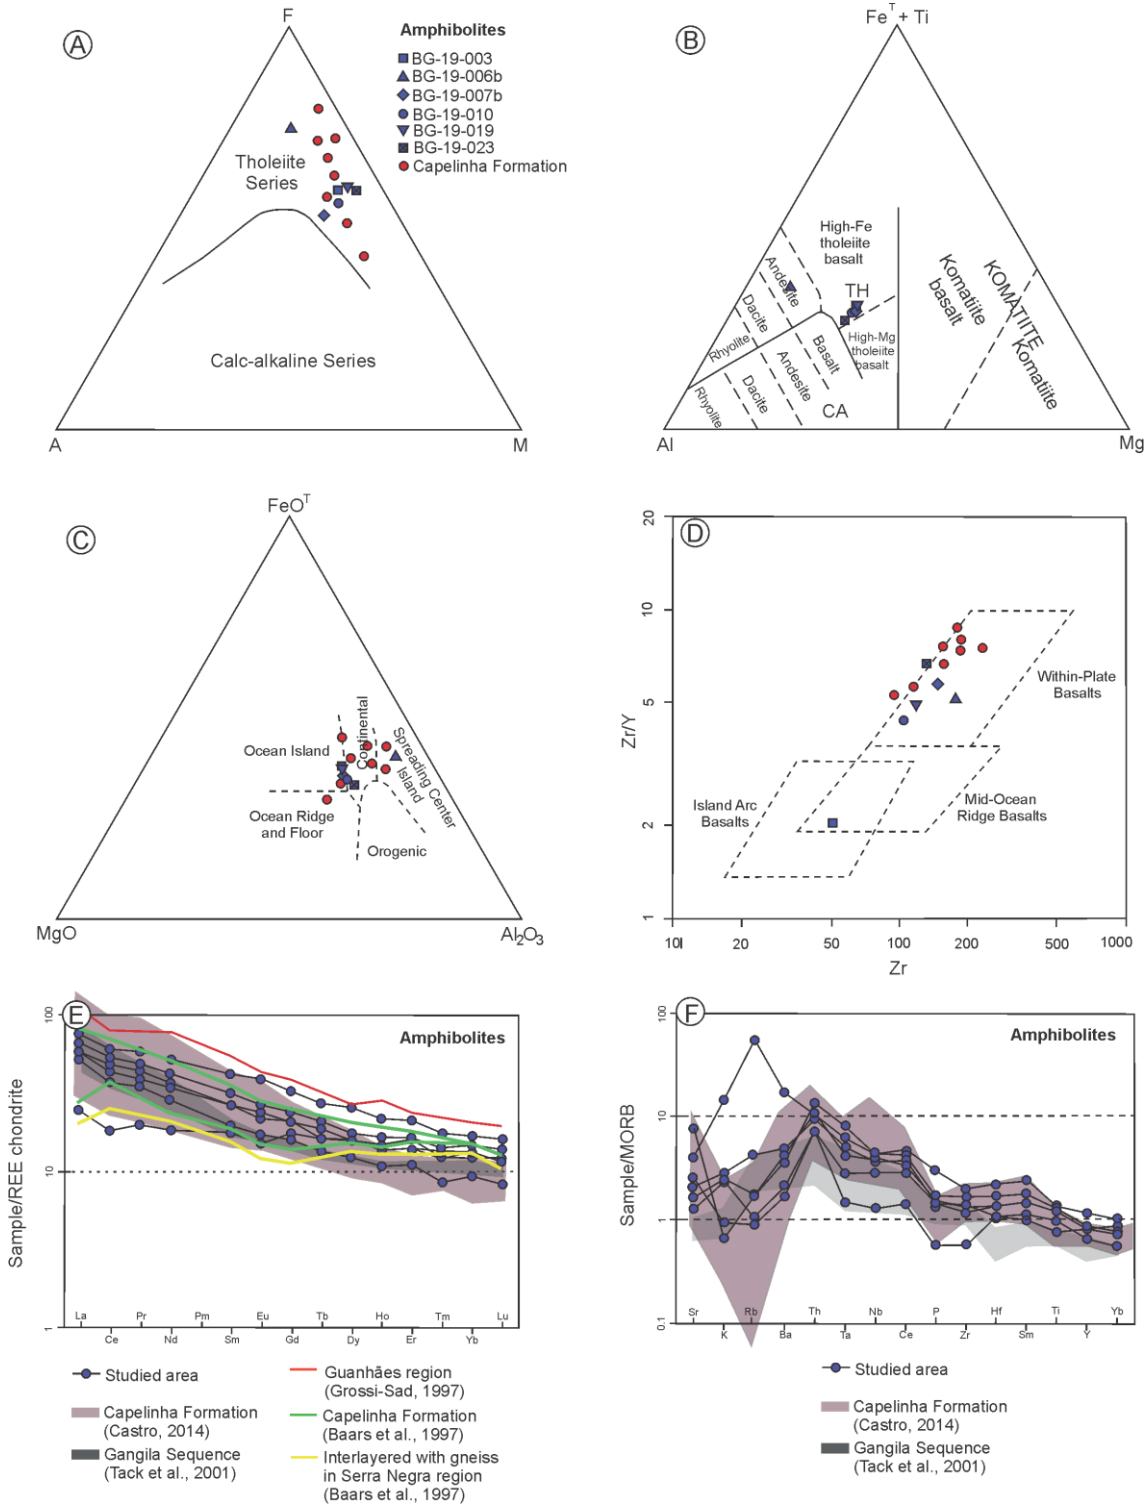 A
F
Amphibolites
BG-19-003
BG-19-006b
BG-19-007b
BG-19-010
BG-19-019
BG-19-023
Capelinha Formation
Tholeiite
Series
Calc-alkaline Series
A
M
B
Fe^T + Ti
High-Fe
tholeiite
basalt
TH
High-Mg
tholeiite
basalt
Andesite
Dacite
Rhyolite
Basalt
Andesite
Dacite
Rhyolite
CA
Komatiite
basalt
KOMATIITE
Komatiite
Al
Mg
C
FeO^T
Ocean Island
Continental
Spreading Center
Island
Ocean Ridge
and Floor
Orogenic
MgO
Al2O3
D
20
10
5
2
1
Zr/Y
Within-Plate
Basalts
Island Arc
Basalts
Mid-Ocean
Ridge Basalts
10
20
50
100
200
500
1000
Zr
E
Amphibolites
100
10
1
Sample/REE chondrite
La
Ce
Pr
Nd
Pm
Sm
Eu
Gd
Tb
Dy
Ho
Er
Tm
Yb
Lu
Studied area
Capelinha Formation
(Castro, 2014)
Gangila Sequence
(Tack et al., 2001)
Guanhães region
(Grossi-Sad, 1997)
Capelinha Formation
(Baars et al., 1997)
Interlayered with gneiss
in Serra Negra region
(Baars et al., 1997)
F
Amphibolites
100
10
1
0.1
Sample/MORB
Sr
K
Rb
Ba
Th
Ta
Nb
Ce
P
Zr
Hf
Sm
Ti
Y
Yb
Studied area
Capelinha Formation
(Castro, 2014)
Gangila Sequence
(Tack et al., 2001)